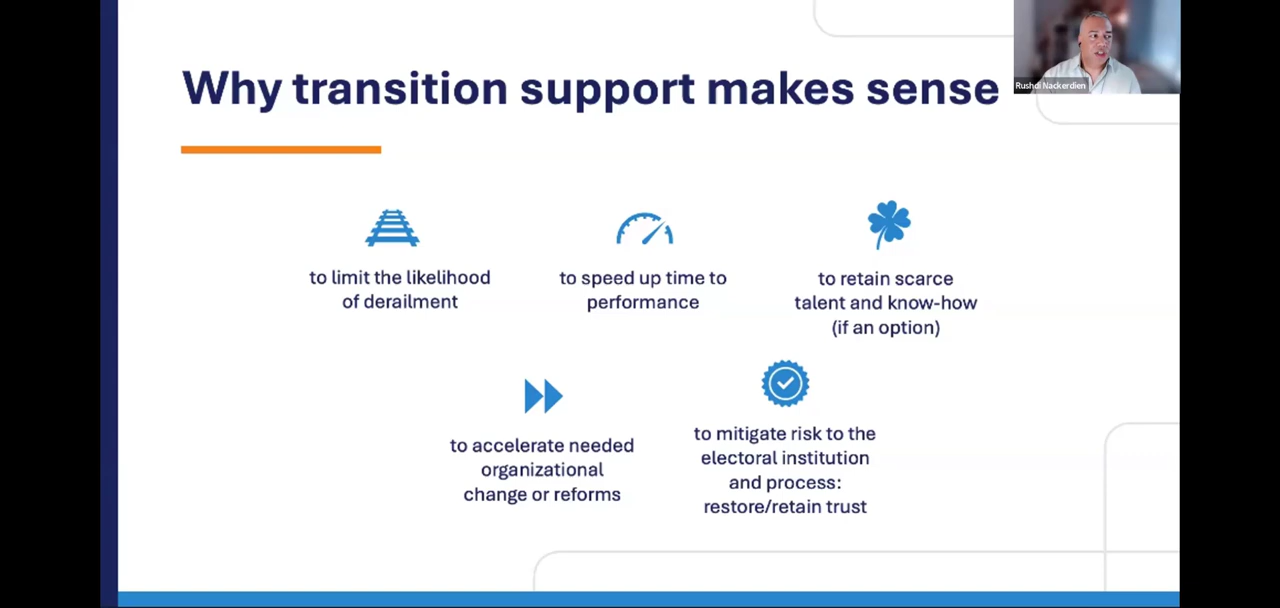 Why transition support makes sense
Rushdi Nackerdien
to limit the likelihood
of derailment
to speed up time to
performance
to retain scarce
talent and know-how
(if an option)
to accelerate needed
organizational
change or reforms
to mitigate risk to the
electoral institution
and process:
restore/retain trust